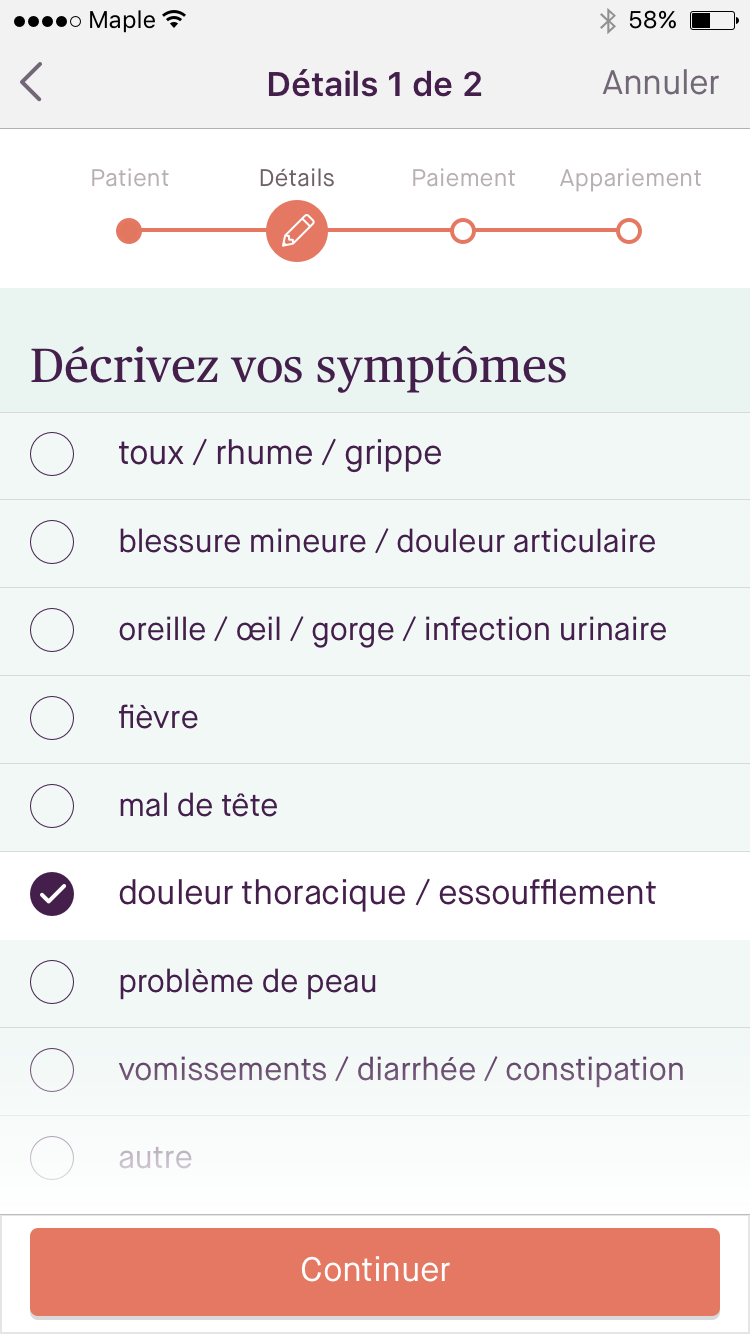 Maple 58%
Détails 1 de 2 Annuler
Patient Détails Paiement Appariement
Décrivez vos symptômes
toux / rhume / grippe
blessure mineure / douleur articulaire
oreille / œil / gorge / infection urinaire
fièvre
mal de tête
douleur thoracique / essoufflement
problème de peau
vomissements / diarrhée / constipation
autre
Continuer